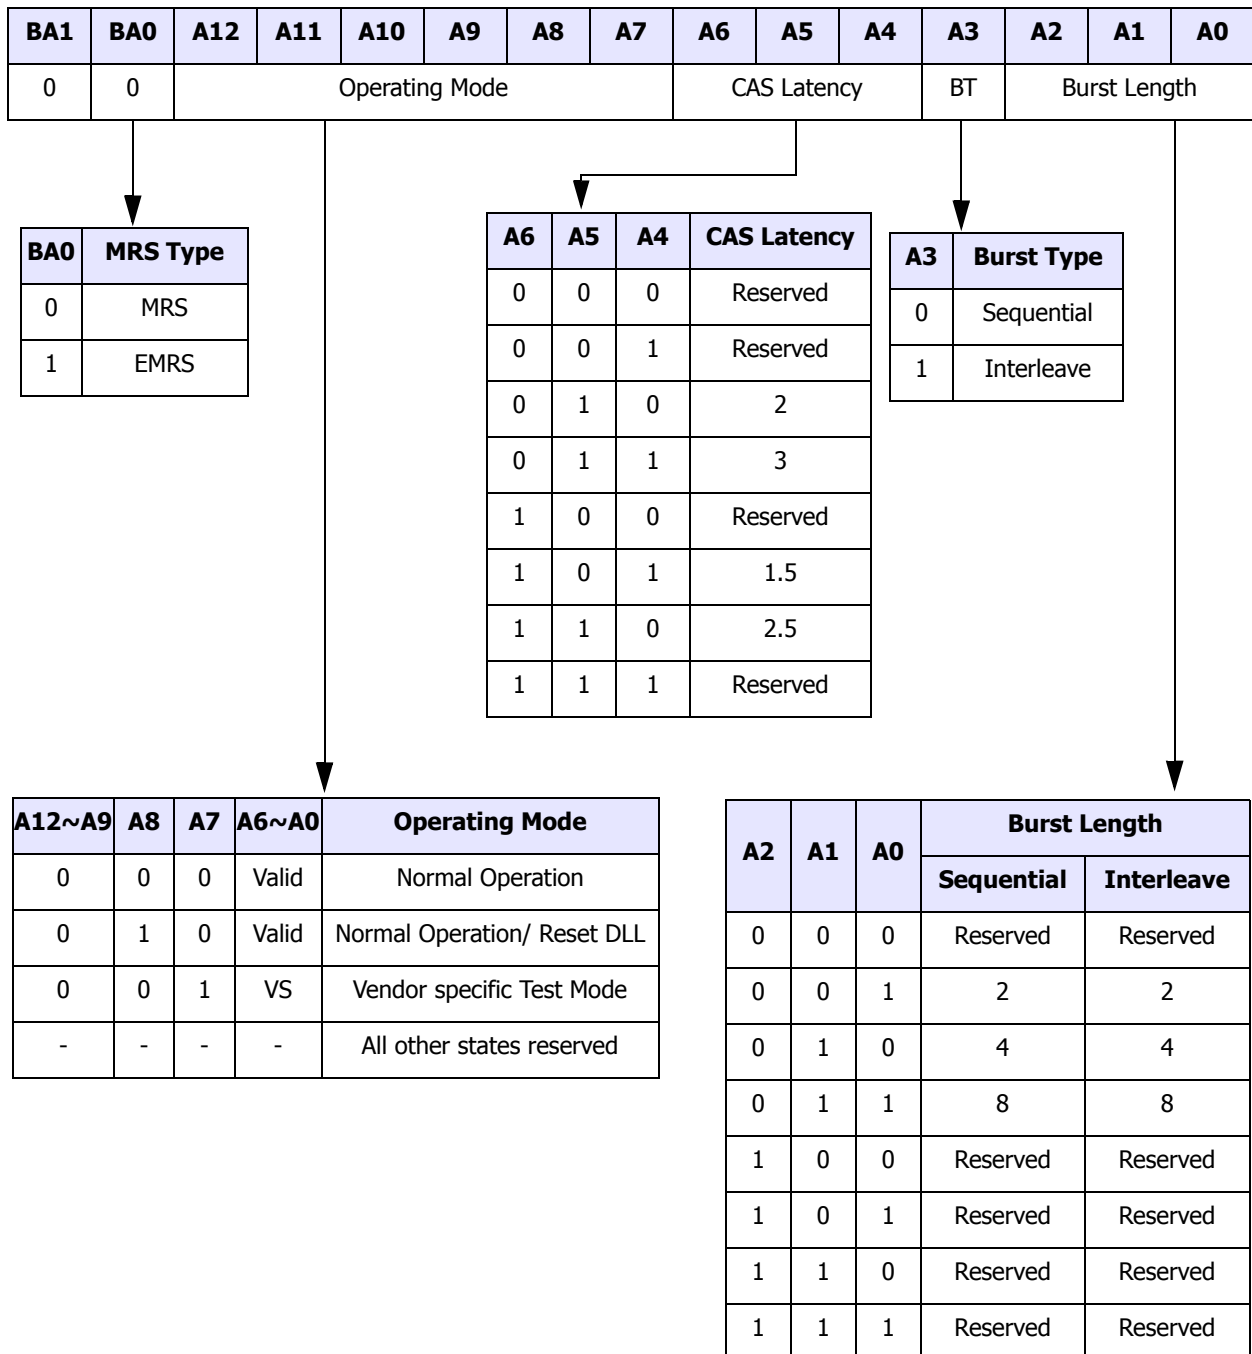 BA1 BA0 A12 A11 A10 A9 A8 A7 A6 A5 A4 A3 A2 A1 A0
0 0 Operating Mode CAS Latency BT Burst Length
BA0 MRS Type
0 MRS
1 EMRS
A6 A5 A4 CAS Latency
0 0 0 Reserved
0 0 1 Reserved
0 1 0 2
0 1 1 3
1 0 0 Reserved
1 0 1 1.5
1 1 0 2.5
1 1 1 Reserved
A3 Burst Type
0 Sequential
1 Interleave
A12~A9 A8 A7 A6~A0 Operating Mode
0 0 0 Valid Normal Operation
0 1 0 Valid Normal Operation/ Reset DLL
0 0 1 VS Vendor specific Test Mode
- - - - All other states reserved
A2 A1 A0 Burst Length
Sequential Interleave
0 0 0 Reserved Reserved
0 0 1 2 2
0 1 0 4 4
0 1 1 8 8
1 0 0 Reserved Reserved
1 0 1 Reserved Reserved
1 1 0 Reserved Reserved
1 1 1 Reserved Reserved